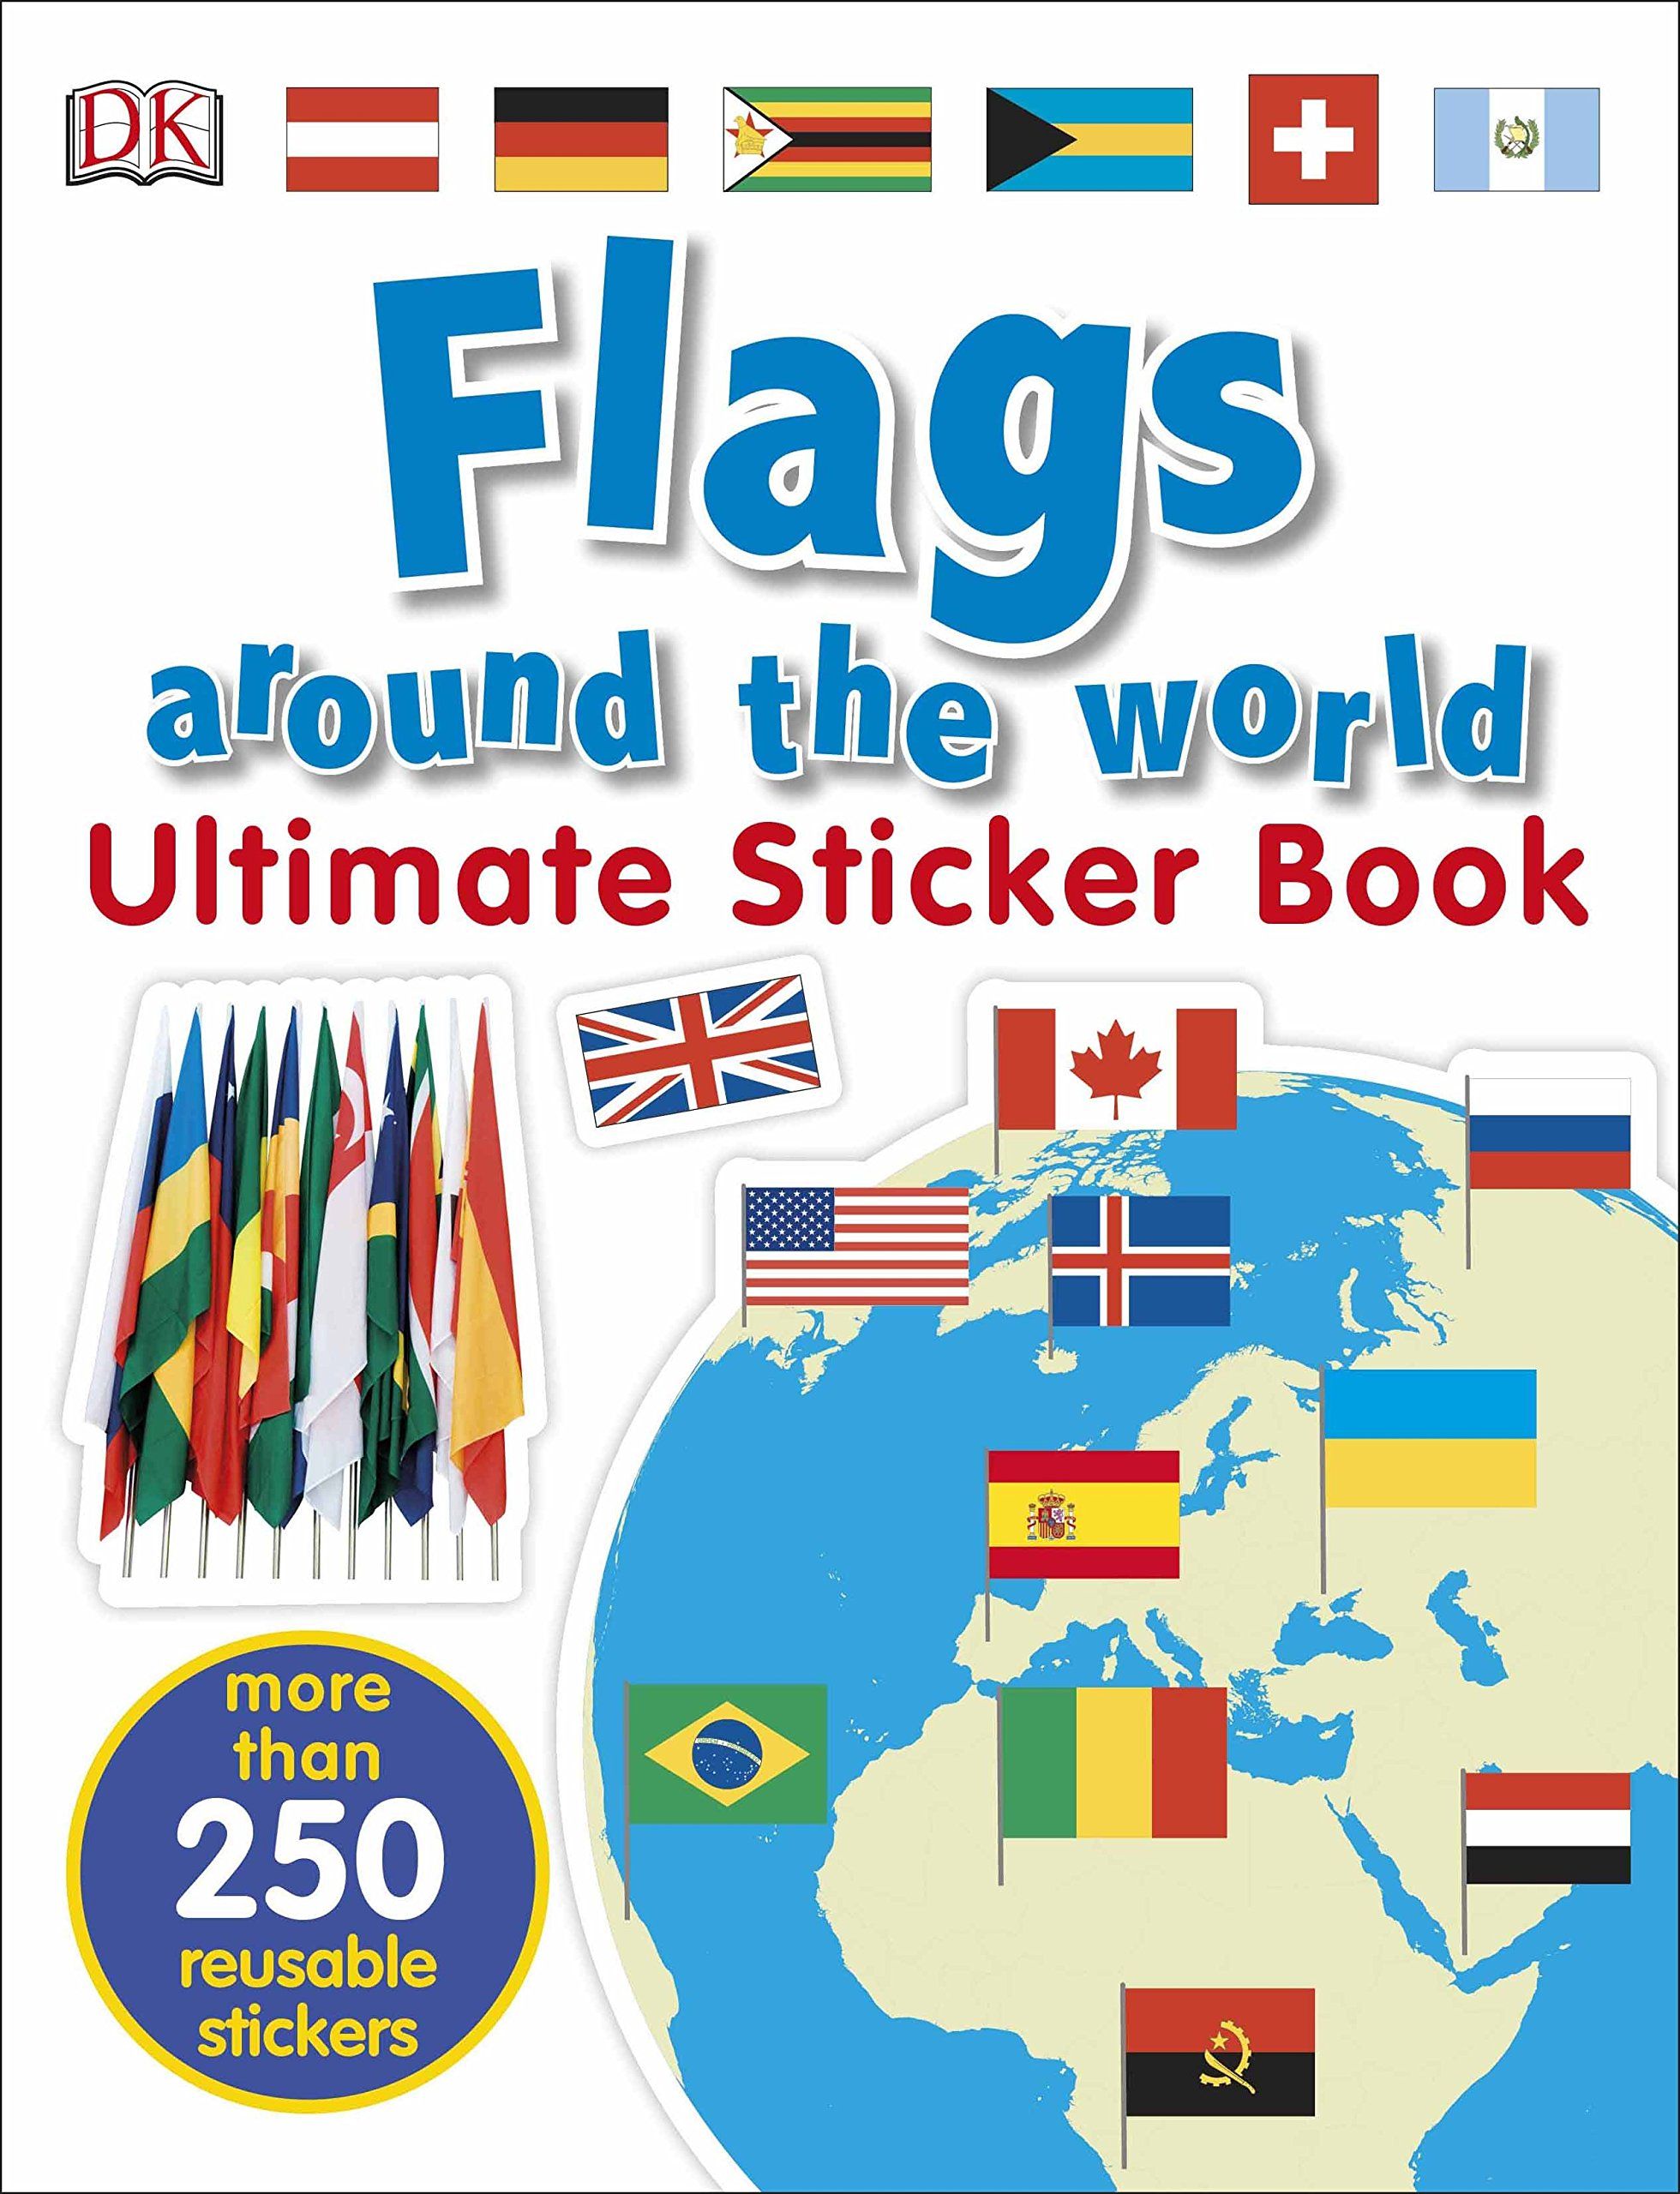 DK
Flags
around the world
Ultimate Sticker Book
more
than
250
reusable
stickers